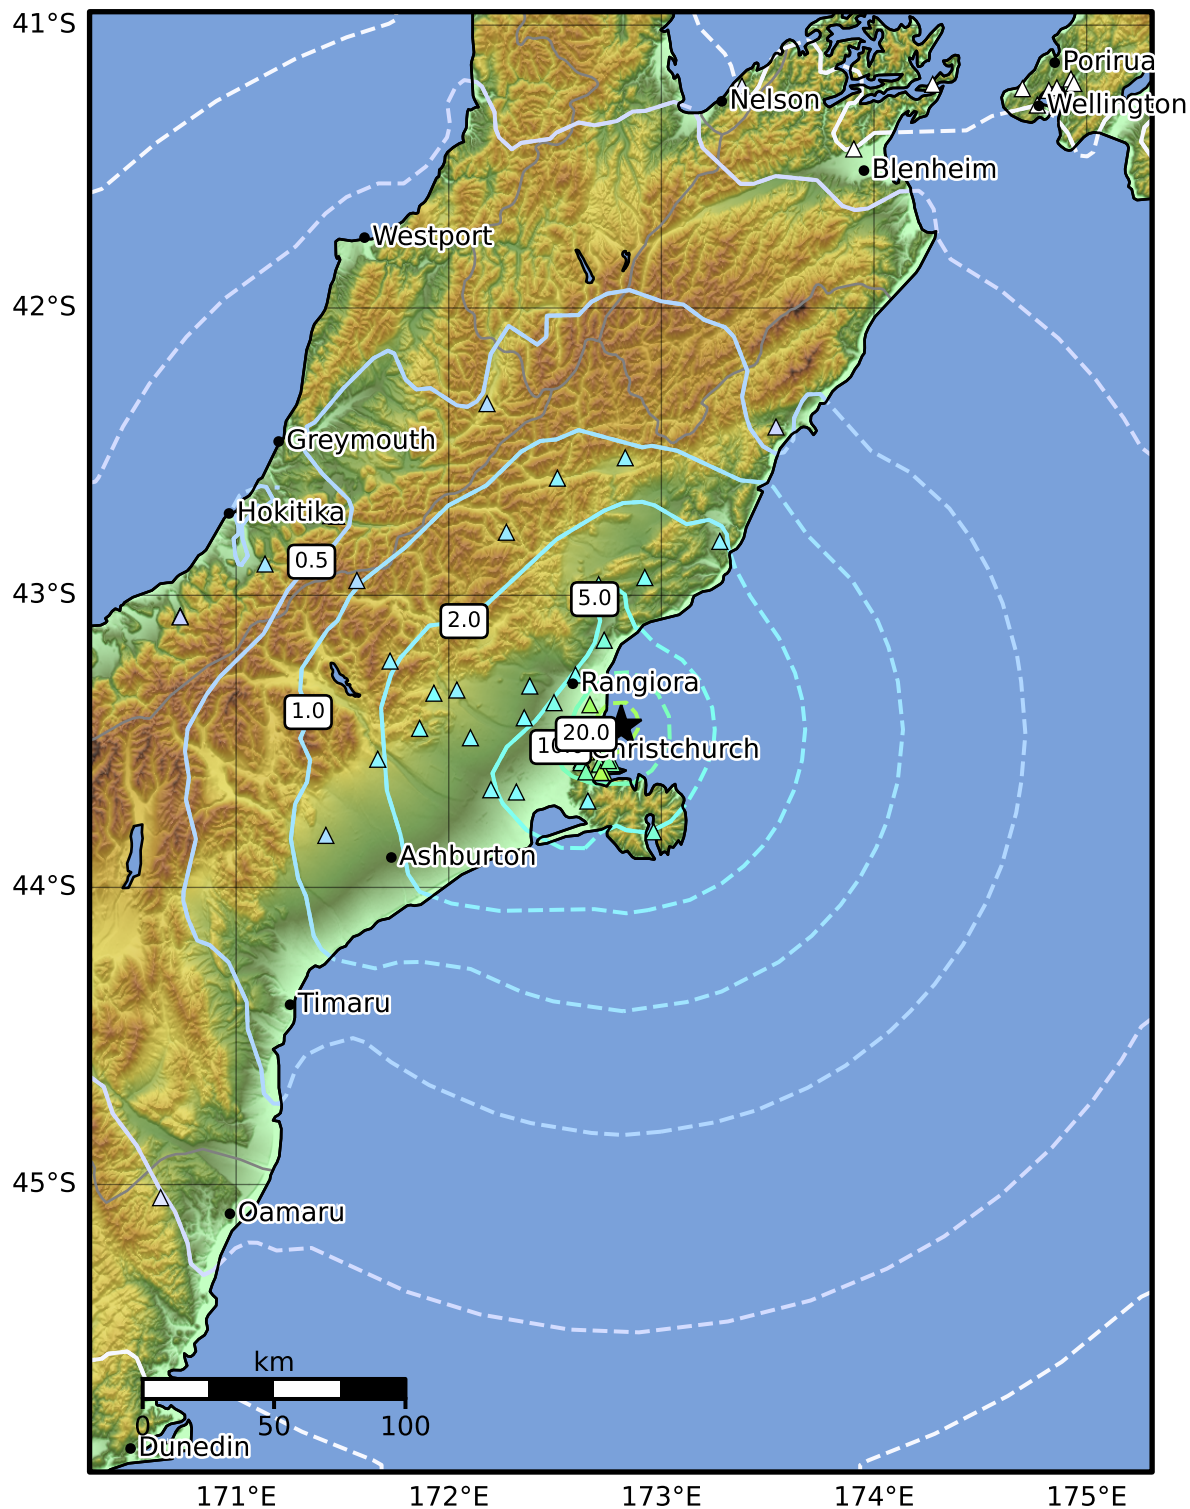 41°S
Porirua
Nelson
Wellington
Blenheim
Westport
42°S
Greymouth
Hokitika
0.5
43°S
5.0
2.0
Rangiora
1.0
20.0
Christchurch
Ashburton
44°S
Timaru
45°S
Oamaru
km
0 50 100
Dunedin
171°E 172°E 173°E 174°E 175°E